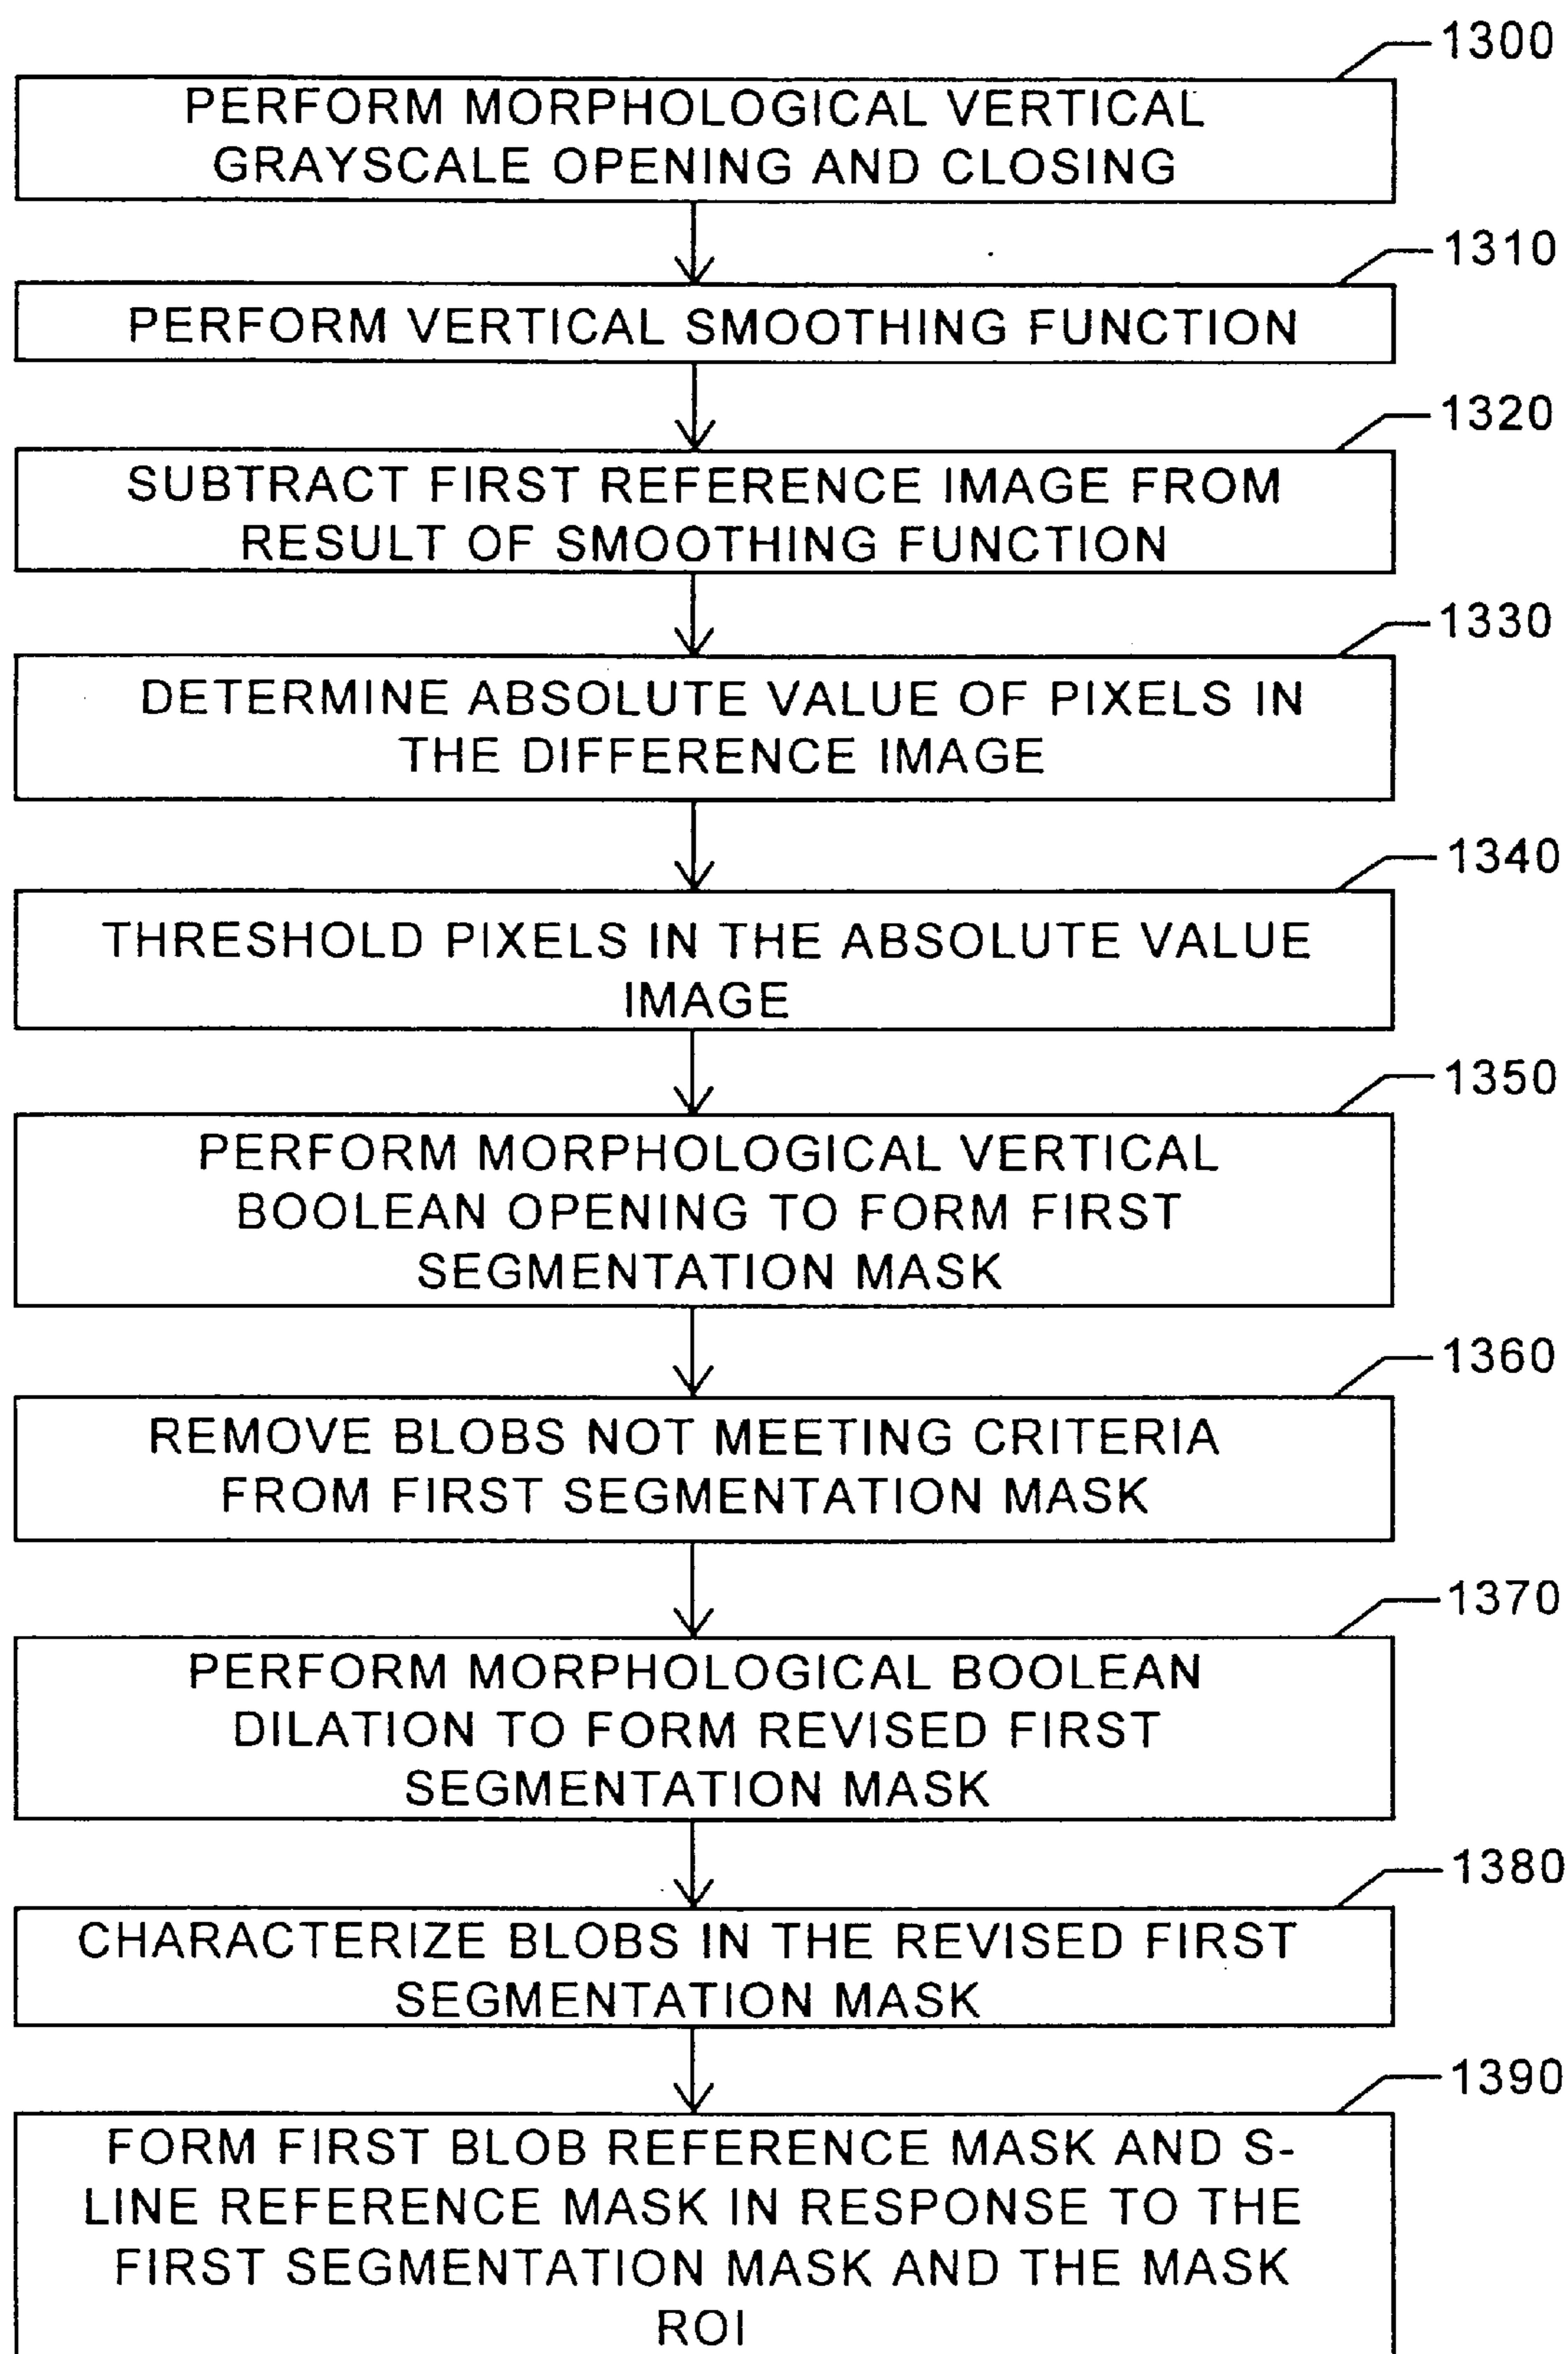 1300
PERFORM MORPHOLOGICAL VERTICAL
GRAYSCALE OPENING AND CLOSING
1310
PERFORM VERTICAL SMOOTHING FUNCTION
1320
SUBTRACT FIRST REFERENCE IMAGE FROM
RESULT OF SMOOTHING FUNCTION
1330
DETERMINE ABSOLUTE VALUE OF PIXELS IN
THE DIFFERENCE IMAGE
1340
THRESHOLD PIXELS IN THE ABSOLUTE VALUE
IMAGE
1350
PERFORM MORPHOLOGICAL VERTICAL
BOOLEAN OPENING TO FORM FIRST
SEGMENTATION MASK
1360
REMOVE BLOBS NOT MEETING CRITERIA
FROM FIRST SEGMENTATION MASK
1370
PERFORM MORPHOLOGICAL BOOLEAN
DILATION TO FORM REVISED FIRST
SEGMENTATION MASK
1380
CHARACTERIZE BLOBS IN THE REVISED FIRST
SEGMENTATION MASK
1390
FORM FIRST BLOB REFERENCE MASK AND S-
LINE REFERENCE MASK IN RESPONSE TO THE
FIRST SEGMENTATION MASK AND THE MASK
ROI